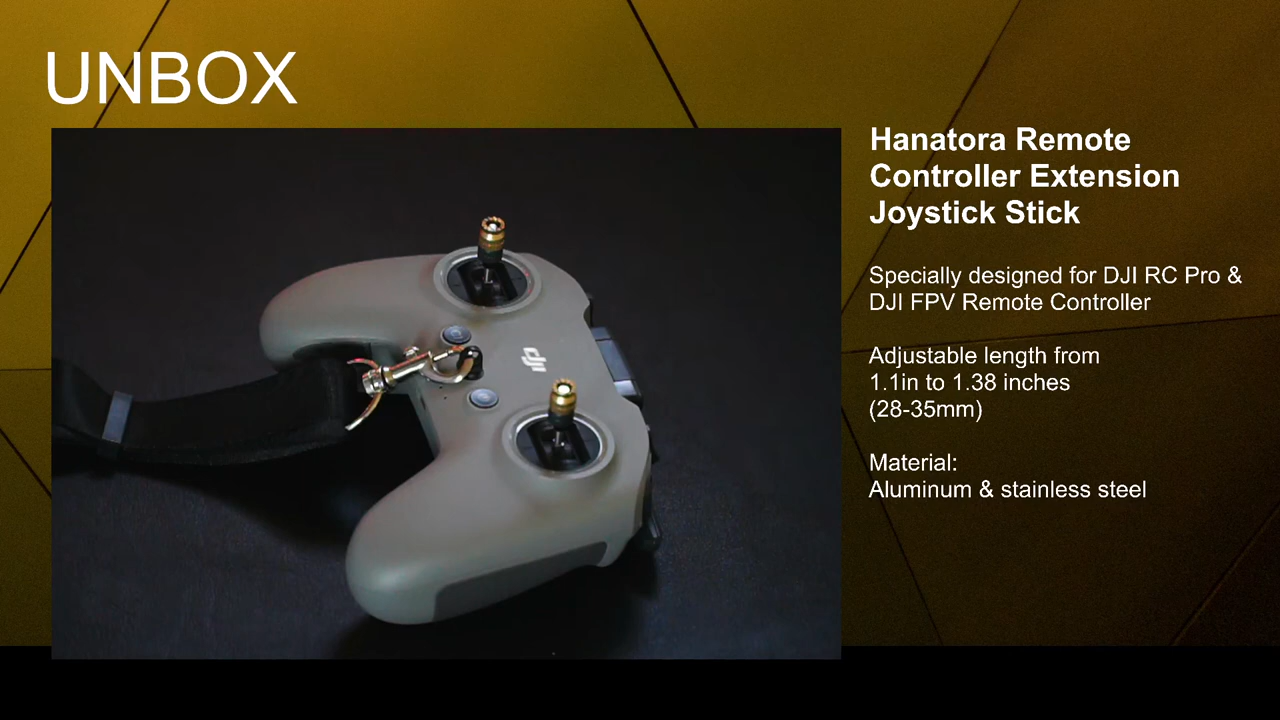 UNBOX
Hanatora Remote
Controller Extension
Joystick Stick
Specially designed for DJI RC Pro &
DJI FPV Remote Controller
Adjustable length from
1.1in to 1.38 inches
(28-35mm)
Material:
Aluminum & stainless steel
dji